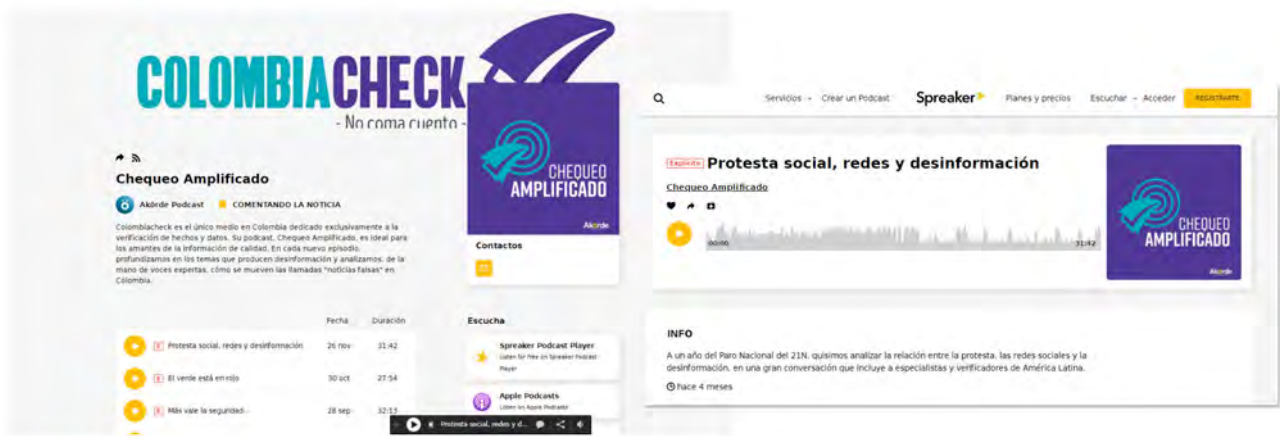 COLOMBIACHECK
- No coma cuento -
Chequeo Amplificado
Akörde Podcast COMENTANDO LA NOTICIA
Colombiacheck es el único medio en Colombia dedicado exclusivamente a la
verificación de hechos y datos. Su podcast, Chequeo Amplificado, es ideal para
los amantes de la información de calidad. En cada nuevo episodio,
profundizamos en los temas que producen desinformación y analizamos, de la
mano de voces expertas, cómo se mueven las llamadas "noticias falsas" en
Colombia.
Fecha Duración
E Protesta social, redes y desinformación 26 nov 31:42
E El verde está en rojo 30 oct 27:54
E Más vale la seguridad... 28 sep 32:13
CHEQUEO
AMPLIFICADO
Akorde
Contactos
Escucha
Spreaker Podcast Player
Listen for Free on Spreaker Podcast
Player
Apple Podcasts
Listen on Apple Podcasts
Protesta social, redes y d...
Servicios Crear un Podcast Spreaker Planes y precios Escuchar Acceder REGÍSTRATE
Explícito Protesta social, redes y desinformación
Chequeo Amplificado
00:00 31:42
CHEQUEO
AMPLIFICADO
Akorde
INFO
A un año del Paro Nacional del 21N, quisimos analizar la relación entre la protesta, las redes sociales y la
desinformación, en una gran conversación que incluye a especialistas y verificadores de América Latina.
hace 4 meses